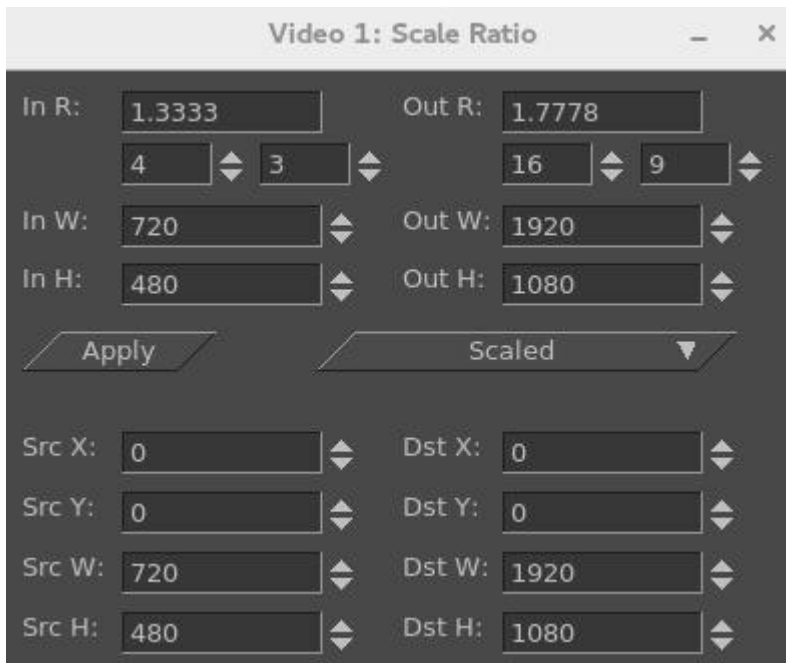 Video 1: Scale Ratio
In R: 1.3333 Out R: 1.7778
4 3 16 9
In W: 720 Out W: 1920
In H: 480 Out H: 1080
Apply Scaled
Src X: 0 Dst X: 0
Src Y: 0 Dst Y: 0
Src W: 720 Dst W: 1920
Src H: 480 Dst H: 1080